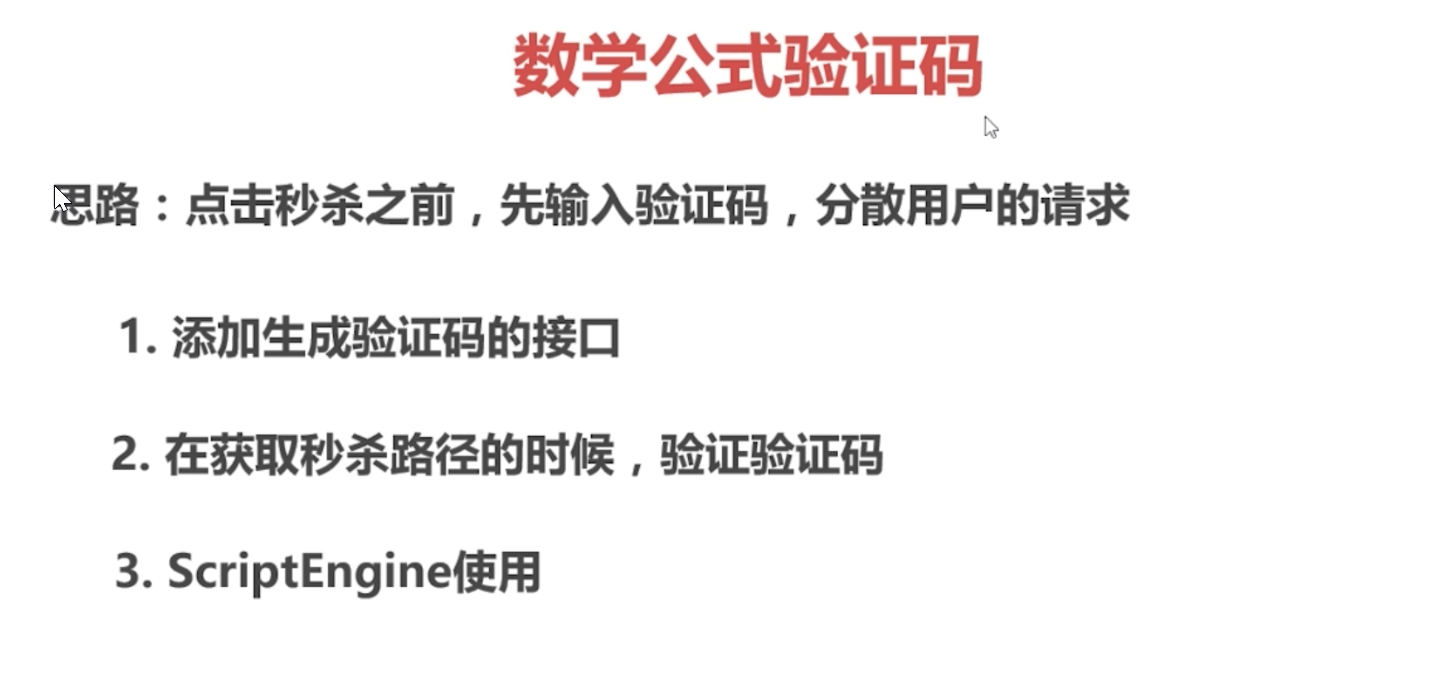 数学公式验证码
思路：点击秒杀之前，先输入验证码，分散用户的请求
1. 添加生成验证码的接口
2. 在获取秒杀路径的时候，验证验证码
3. ScriptEngine使用